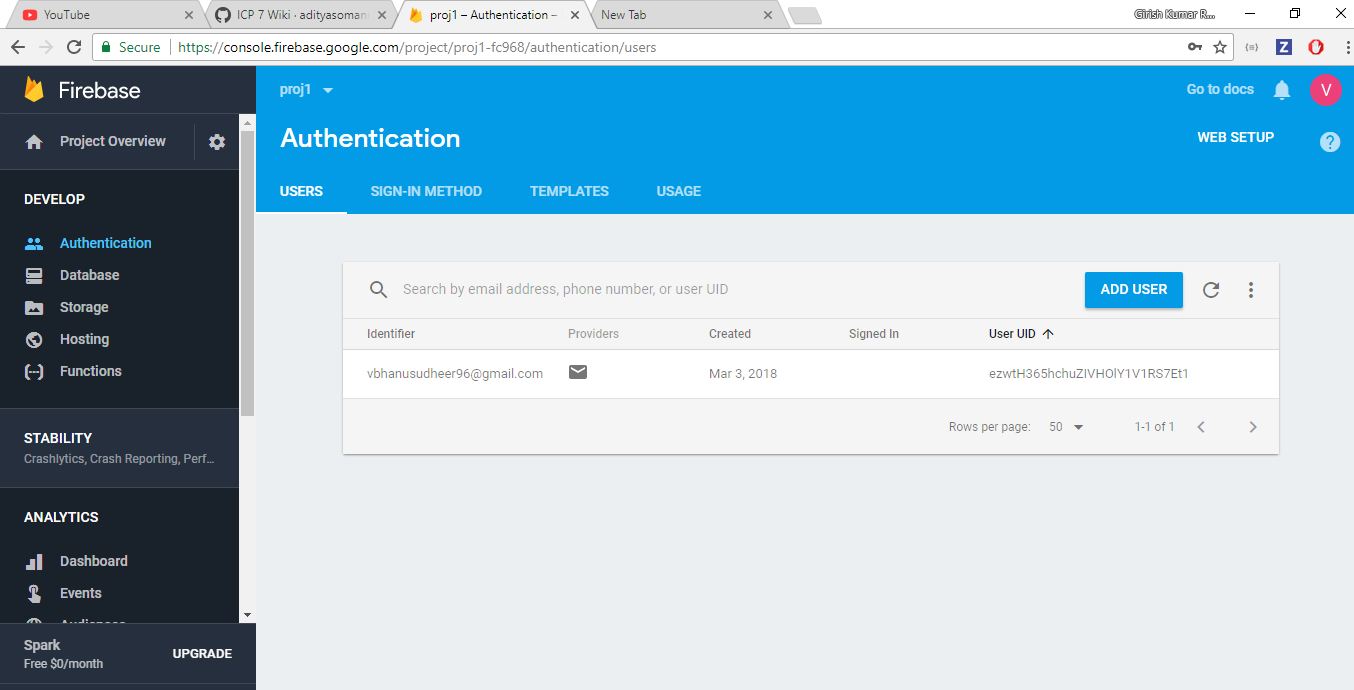 YouTube
ICP 7 Wiki · adityasoman
proj1 – Authentication –
New Tab
Girish Kumar R...
Secure
https://console.firebase.google.com/project/proj1-fc968/authentication/users
Firebase
proj1
Go to docs
V
Project Overview
Authentication
WEB SETUP
?
USERS
SIGN-IN METHOD
TEMPLATES
USAGE
DEVELOP
Authentication
Database
Storage
Hosting
Functions
STABILITY
Crashlytics, Crash Reporting, Perf...
ANALYTICS
Dashboard
Events
Audiences
Spark
Free $0/month
UPGRADE
Search by email address, phone number, or user UID
ADD USER
Identifier
Providers
Created
Signed In
User UID
vbhanusudheer96@gmail.com
Mar 3, 2018
ezwtH365hchuZIVHOlY1V1RS7Et1
Rows per page:
50
1-1 of 1